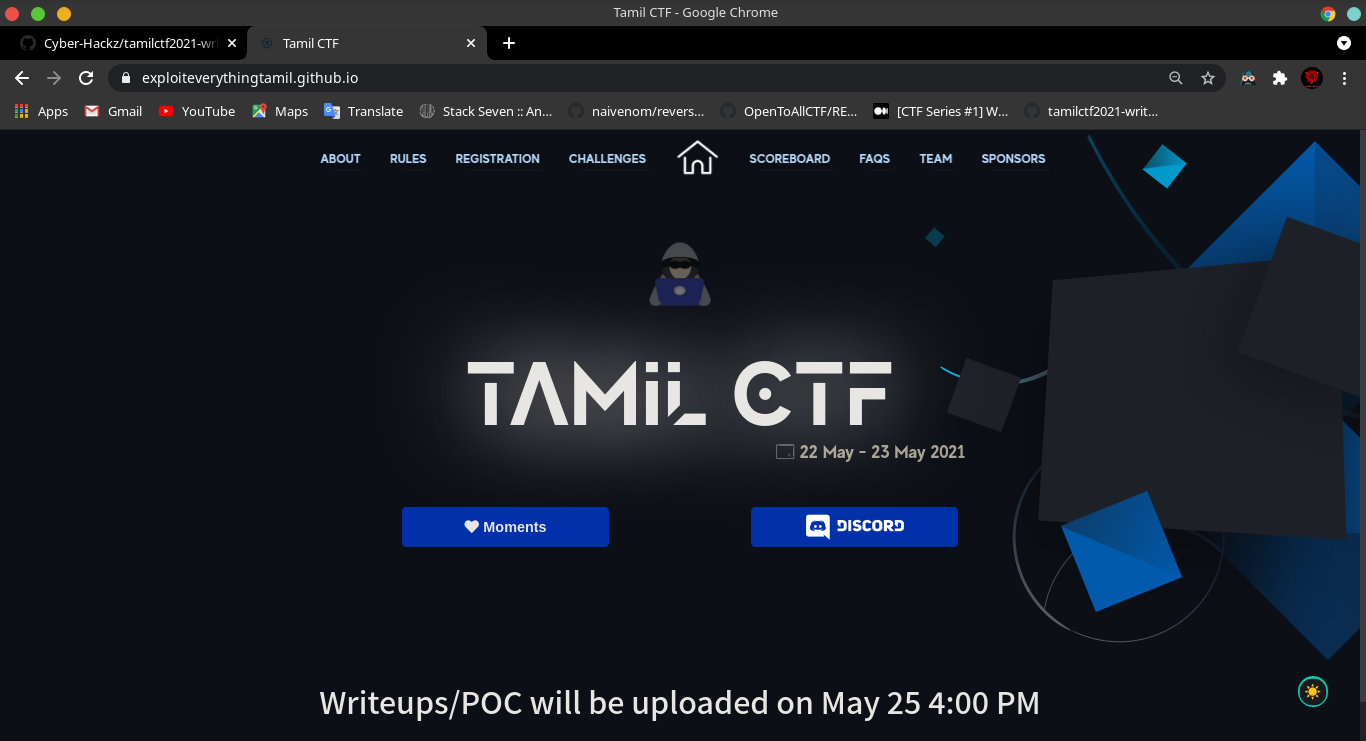 Tamil CTF - Google Chrome
Cyber-Hackz/tamilctf2021-wri
Tamil CTF
exploiteverythingtamil.github.io
Apps Gmail YouTube Maps Translate Stack Seven :: An... naivenom/revers... OpenToAllCTF/RE... [CTF Series #1] W... tamilctf2021-writ...
ABOUT RULES REGISTRATION CHALLENGES SCOREBOARD FAQS TEAM SPONSORS
TAMiL CTF
22 May - 23 May 2021
Moments
DISCORD
Writeups/POC will be uploaded on May 25 4:00 PM